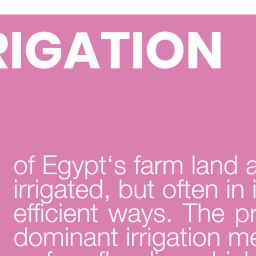 RIGATION
of Egypt‘s farm land a
irrigated, but often in i
efficient ways. The pr
dominant irrigation me